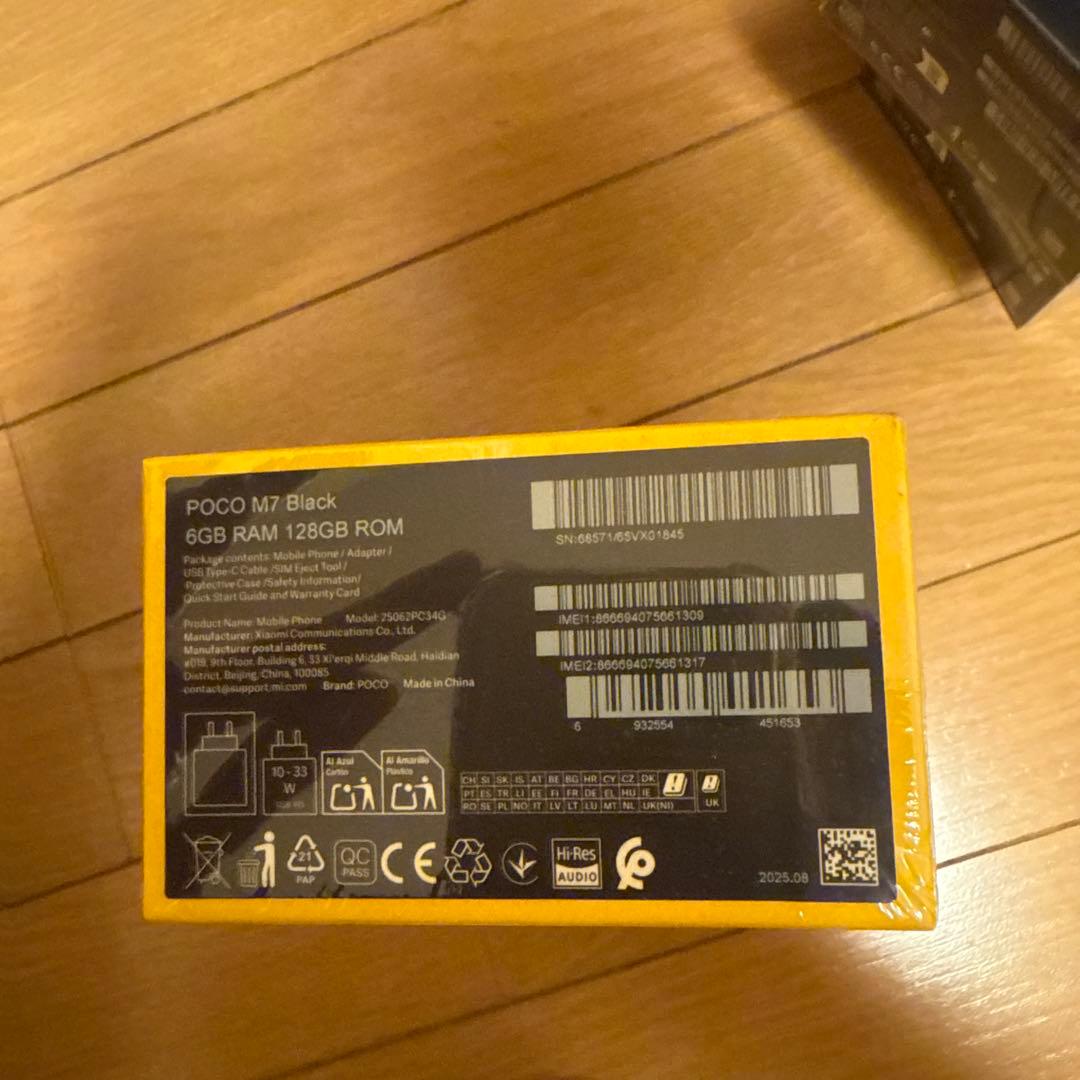 POCO M7 Black
6GB RAM 128GB ROM
Package contents: Mobile Phone / Adapter /
USB Type-C Cable /SIM Eject Tool /
Protective Case /Safety Information/
Quick Start Guide and Warranty Card
Product Name: Mobile Phone Model: 25062PC34G
Manufacturer: Xiaomi Communications Co., Ltd.
Manufacturer postal address:
#019, 9th Floor, Building 6, 33 Xi'erqi Middle Road, Haidian
District, Beijing, China, 100085
contact@support.mi.com Brand: POCO Made in China
SN:68571/65VX01845
IMEI1:866694075661309
IMEI2:866694075661317
6 932554 451653
10 - 33
W
Al Azul
Cartón
Al Amarillo
Plástico
CH SI SK IS AT BE BG HR CY CZ DK
PT ES TR LI EE FI FR DE EL HU IE
RO SE PL NO IT LV LT LU MT NL UK(NI)
UK
21
PAP
QC
PASS
CE
Hi-Res
AUDIO
2025.08